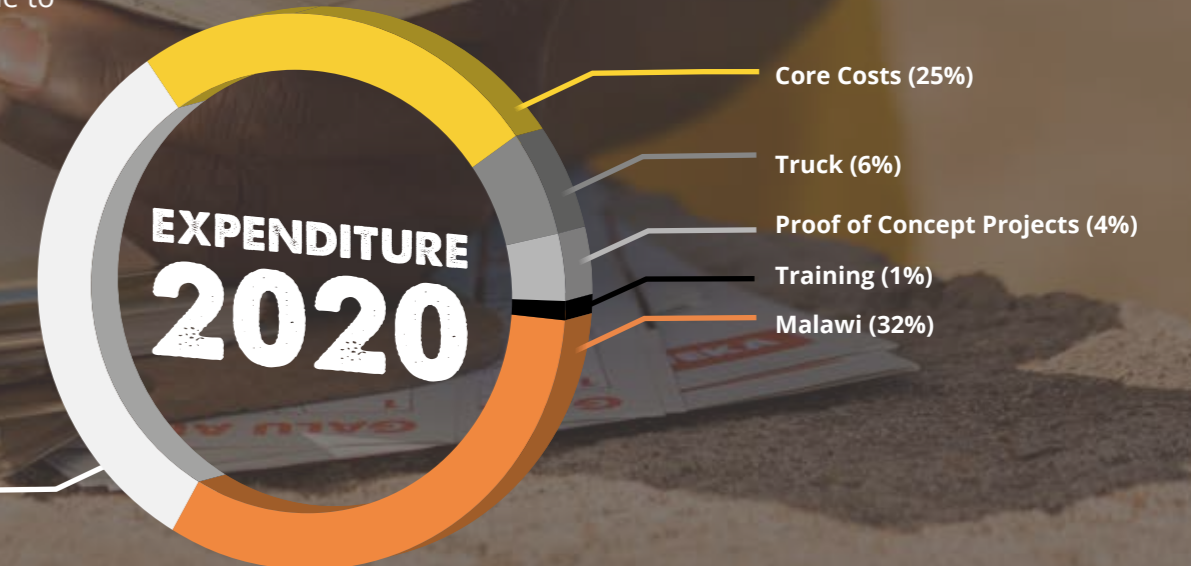 EXPENDITURE
2020
Core Costs (25%)
Truck (6%)
Proof of Concept Projects (4%)
Training (1%)
Malawi (32%)